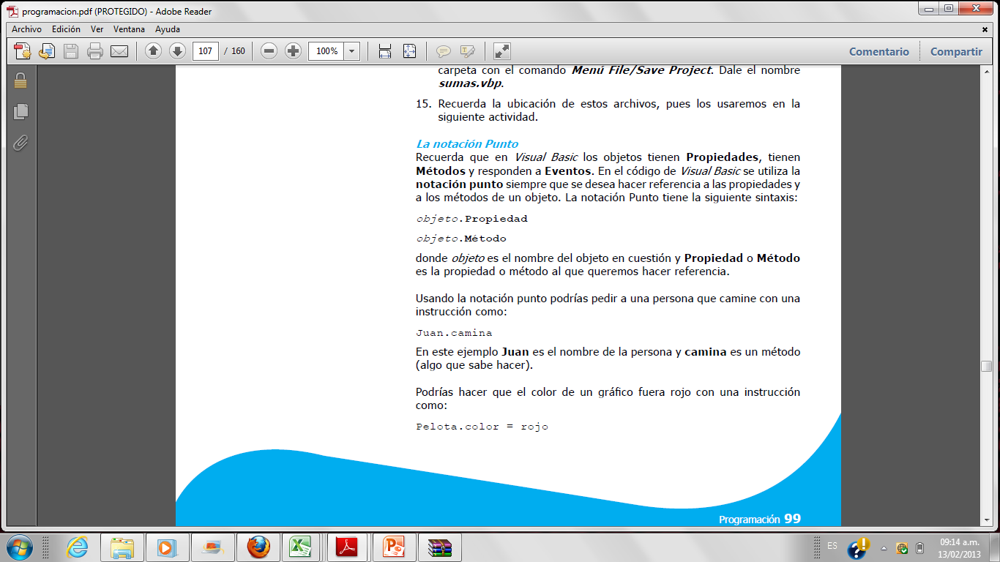 programacion.pdf (PROTEGIDO) - Adobe Reader
Archivo Edición Ver Ventana Ayuda
107 / 160 100% Comentario Compartir
carpeta con el comando Menú File/Save Project. Dale el nombre
sumas.vbp.
15. Recuerda la ubicación de estos archivos, pues los usaremos en la
siguiente actividad.
La notación Punto
Recuerda que en Visual Basic los objetos tienen Propiedades, tienen
Métodos y responden a Eventos. En el código de Visual Basic se utiliza la
notación punto siempre que se desea hacer referencia a las propiedades y
a los métodos de un objeto. La notación Punto tiene la siguiente sintaxis:
objeto.Propiedad
objeto.Método
donde objeto es el nombre del objeto en cuestión y Propiedad o Método
es la propiedad o método al que queremos hacer referencia.
Usando la notación punto podrías pedir a una persona que camine con una
instrucción como:
Juan.camina
En este ejemplo Juan es el nombre de la persona y camina es un método
(algo que sabe hacer).
Podrías hacer que el color de un gráfico fuera rojo con una instrucción
como:
Pelota.color = rojo
Programación 99
ES
09:14 a.m.
13/02/2013